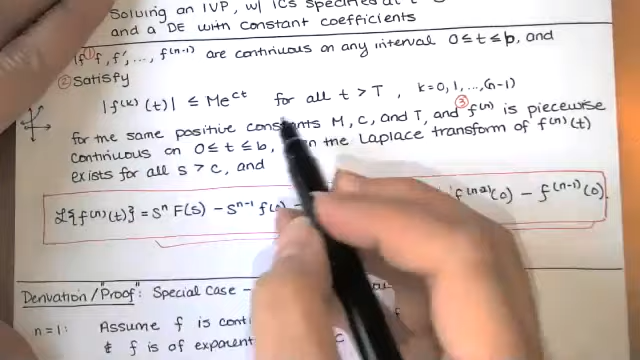 Solving an IVP, w/ ICs specified at t
and a DE with constant coefficients
If ① f, f', ..., f^(n-1) are continuous on any interval 0 ≤ t ≤ b, and
② Satisfy
|f^(k)(t)| ≤ Me^ct for all t > T, k=0, 1, ..., (n-1)
for the same positive constants M, c, and T, and ③ f^(n) is piecewise
continuous on 0 ≤ t ≤ b, the Laplace transform of f^(n)(t)
exists for all s > c, and
ℒ{f^(n)(t)} = s^n F(s) - s^n-1 f(0) - f^(n-2)(0) - f^(n-1)(0).
Derivation/"Proof": Special Case -
n=1: Assume f is conti
& f is of exponent